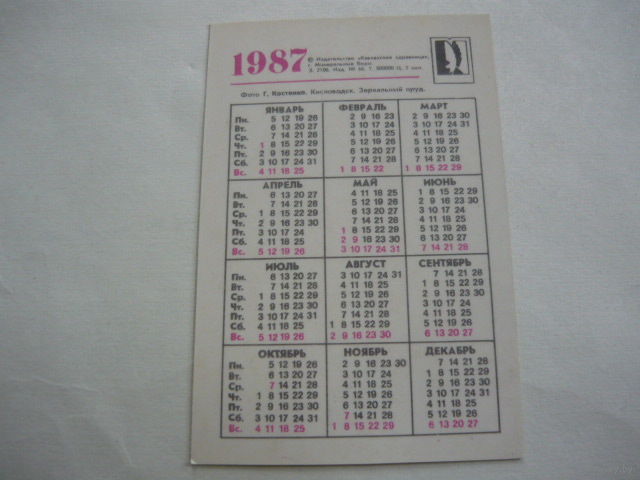 1987
© Издательство «Кавказская здравница»,
г. Минеральные Воды
Фото Г. Костенко. Кисловодск. Зеркальный пруд.
ЯНВАРЬ ФЕВРАЛЬ МАРТ
Пн. 5 12 19 26 2 9 16 23 2 9 16 23 30
Вт. 6 13 20 27 3 10 17 24 3 10 17 24 31
Ср. 7 14 21 28 4 11 18 25 4 11 18 25
Чт. 1 8 15 22 29 5 12 19 26 5 12 19 26
Пт. 2 9 16 23 30 6 13 20 27 6 13 20 27
Сб. 3 10 17 24 31 7 14 21 28 7 14 21 28
Вс. 4 11 18 25 1 8 15 22 1 8 15 22 29
АПРЕЛЬ МАЙ ИЮНЬ
Пн. 6 13 20 27 4 11 18 25 1 8 15 22 29
Вт. 7 14 21 28 5 12 19 26 2 9 16 23 30
Ср. 1 8 15 22 29 6 13 20 27 3 10 17 24
Чт. 2 9 16 23 30 7 14 21 28 4 11 18 25
Пт. 3 10 17 24 1 8 15 22 29 5 12 19 26
Сб. 4 11 18 25 2 9 16 23 30 6 13 20 27
Вс. 5 12 19 26 3 10 17 24 31 7 14 21 28
ИЮЛЬ АВГУСТ СЕНТЯБРЬ
Пн. 6 13 20 27 3 10 17 24 31 7 14 21 28
Вт. 7 14 21 28 4 11 18 25 1 8 15 22 29
Ср. 1 8 15 22 29 5 12 19 26 2 9 16 23 30
Чт. 2 9 16 23 30 6 13 20 27 3 10 17 24
Пт. 3 10 17 24 31 7 14 21 28 4 11 18 25
Сб. 4 11 18 25 1 8 15 22 29 5 12 19 26
Вс. 5 12 19 26 2 9 16 23 30 6 13 20 27
ОКТЯБРЬ НОЯБРЬ ДЕКАБРЬ
Пн. 5 12 19 26 2 9 16 23 30 7 14 21 28
Вт. 6 13 20 27 3 10 17 24 1 8 15 22 29
Ср. 7 14 21 28 4 11 18 25 2 9 16 23 30
Чт. 1 8 15 22 29 5 12 19 26 3 10 17 24 31
Пт. 2 9 16 23 30 6 13 20 27 4 11 18 25
Сб. 3 10 17 24 31 7 14 21 28 5 12 19 26
Вс. 4 11 18 25 1 8 15 22 29 6 13 20 27